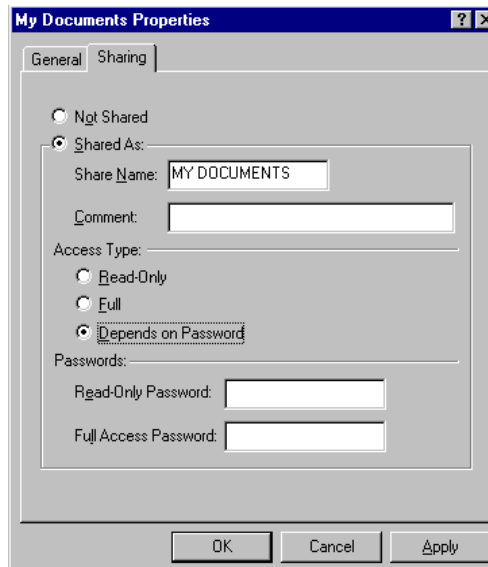 My Documents Properties
General Sharing
Not Shared
Shared As:
Share Name: MY DOCUMENTS
Comment:
Access Type:
Read-Only
Full
Depends on Password
Passwords:
Read-Only Password:
Full Access Password:
OK Cancel Apply